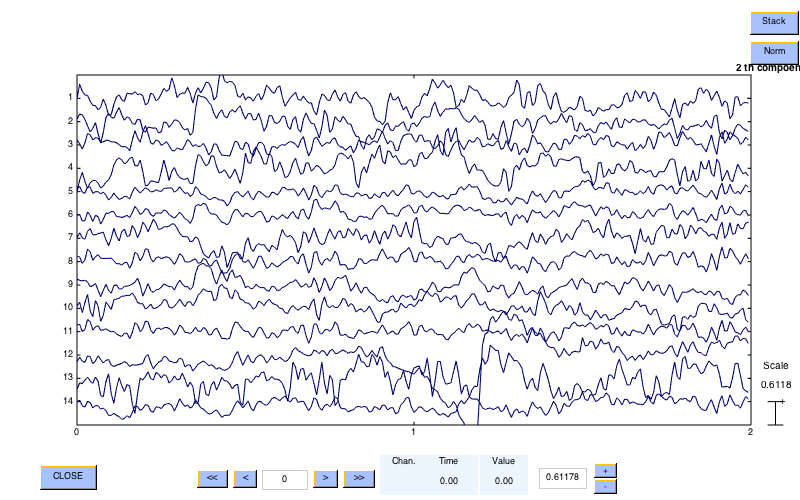 Stack
Norm
2 th compoen
1
2
3
4
5
6
7
8
9
10
11
12
13
14
0 1 2
Scale
0.6118
+
CLOSE
<< < 0 > >>
Chan. Time Value
0.00 0.00
0.61178
+
-